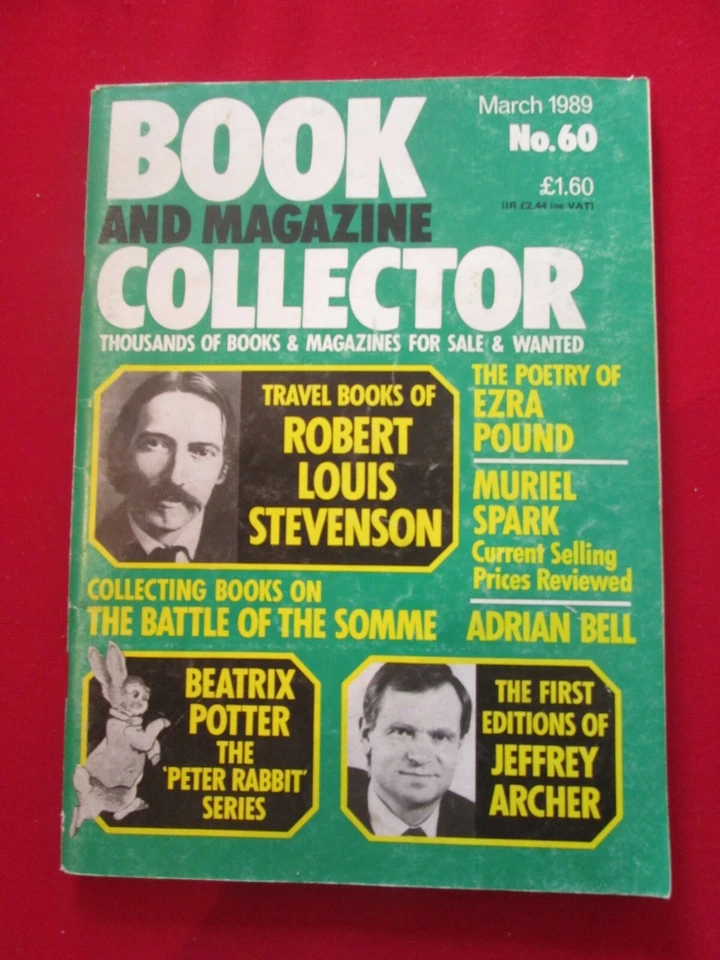 BOOK
AND MAGAZINE
COLLECTOR
THOUSANDS OF BOOKS & MAGAZINES FOR SALE & WANTED
March 1989
No.60
£1.60
(IR £2.44 inc VAT)
TRAVEL BOOKS OF
ROBERT
LOUIS
STEVENSON
THE POETRY OF
EZRA
POUND
MURIEL
SPARK
Current Selling
Prices Reviewed
COLLECTING BOOKS ON
THE BATTLE OF THE SOMME
ADRIAN BELL
BEATRIX
POTTER
THE
'PETER RABBIT'
SERIES
THE FIRST
EDITIONS OF
JEFFREY
ARCHER